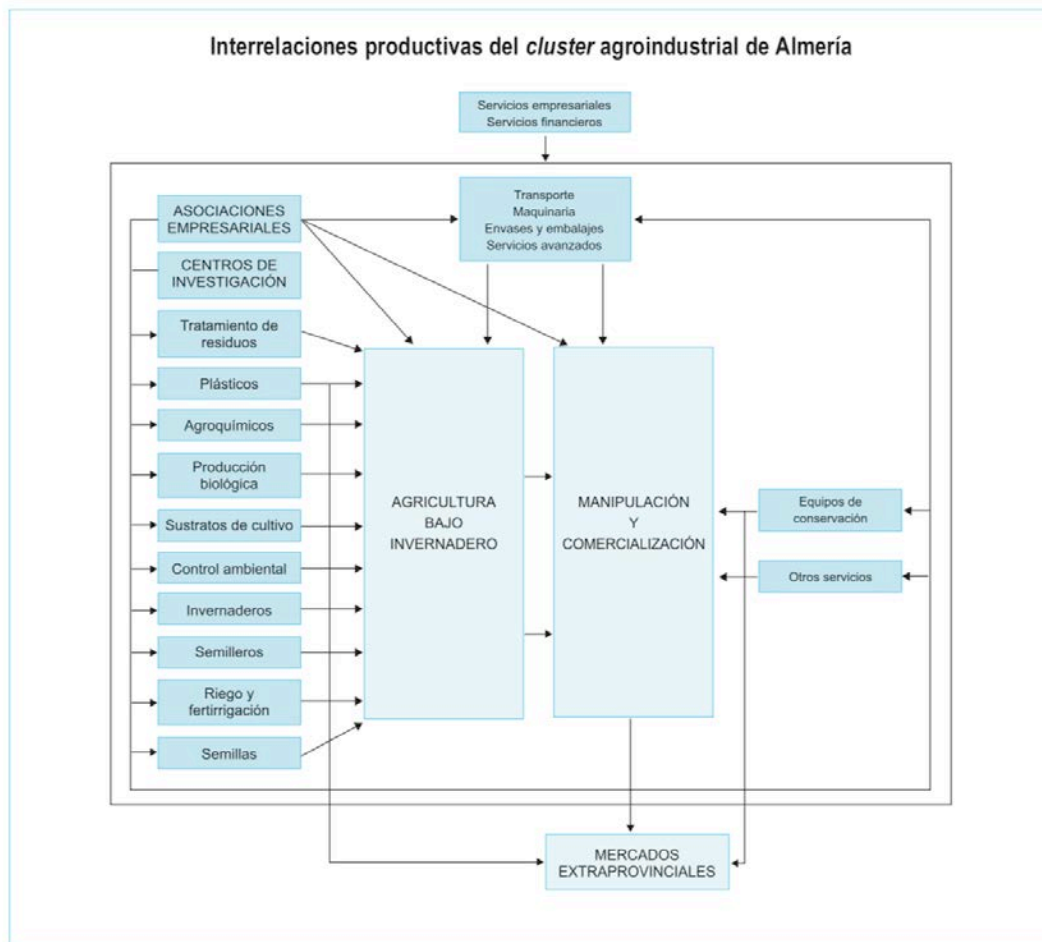 Interrelaciones productivas del cluster agroindustrial de Almería
Servicios empresariales
Servicios financieros
ASOCIACIONES
EMPRESARIALES
Transporte
Maquinaria
Envases y embalajes
Servicios avanzados
CENTROS DE
INVESTIGACIÓN
Tratamiento de
residuos
Plásticos
Agroquímicos
Producción
biológica
Sustratos de cultivo
Control ambiental
Invernaderos
Semilleros
Riego y
fertirrigación
Semillas
AGRICULTURA
BAJO
INVERNADERO
MANIPULACIÓN
Y
COMERCIALIZACIÓN
Equipos de
conservación
Otros servicios
MERCADOS
EXTRAPROVINCIALES